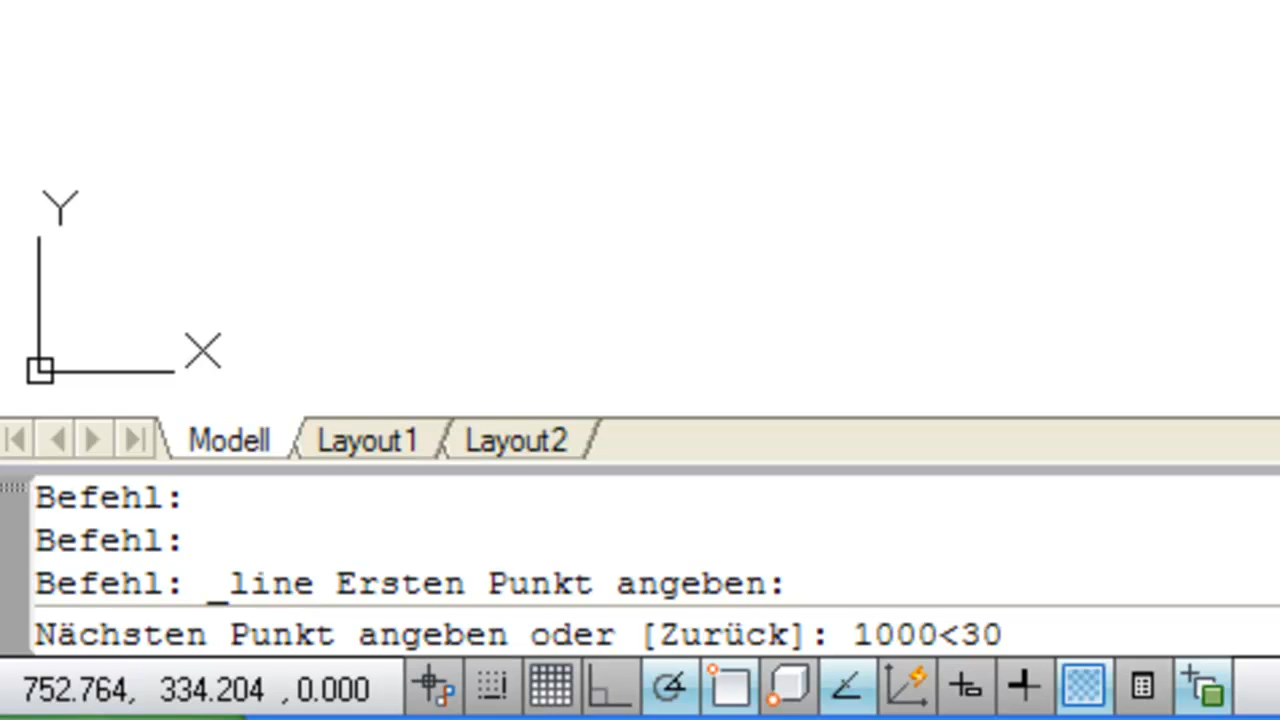 Y
X
Modell Layout1 Layout2
Befehl:
Befehl:
Befehl: _line Ersten Punkt angeben:
Nächsten Punkt angeben oder [Zurück]: 1000<30
752.764, 334.204 , 0.000